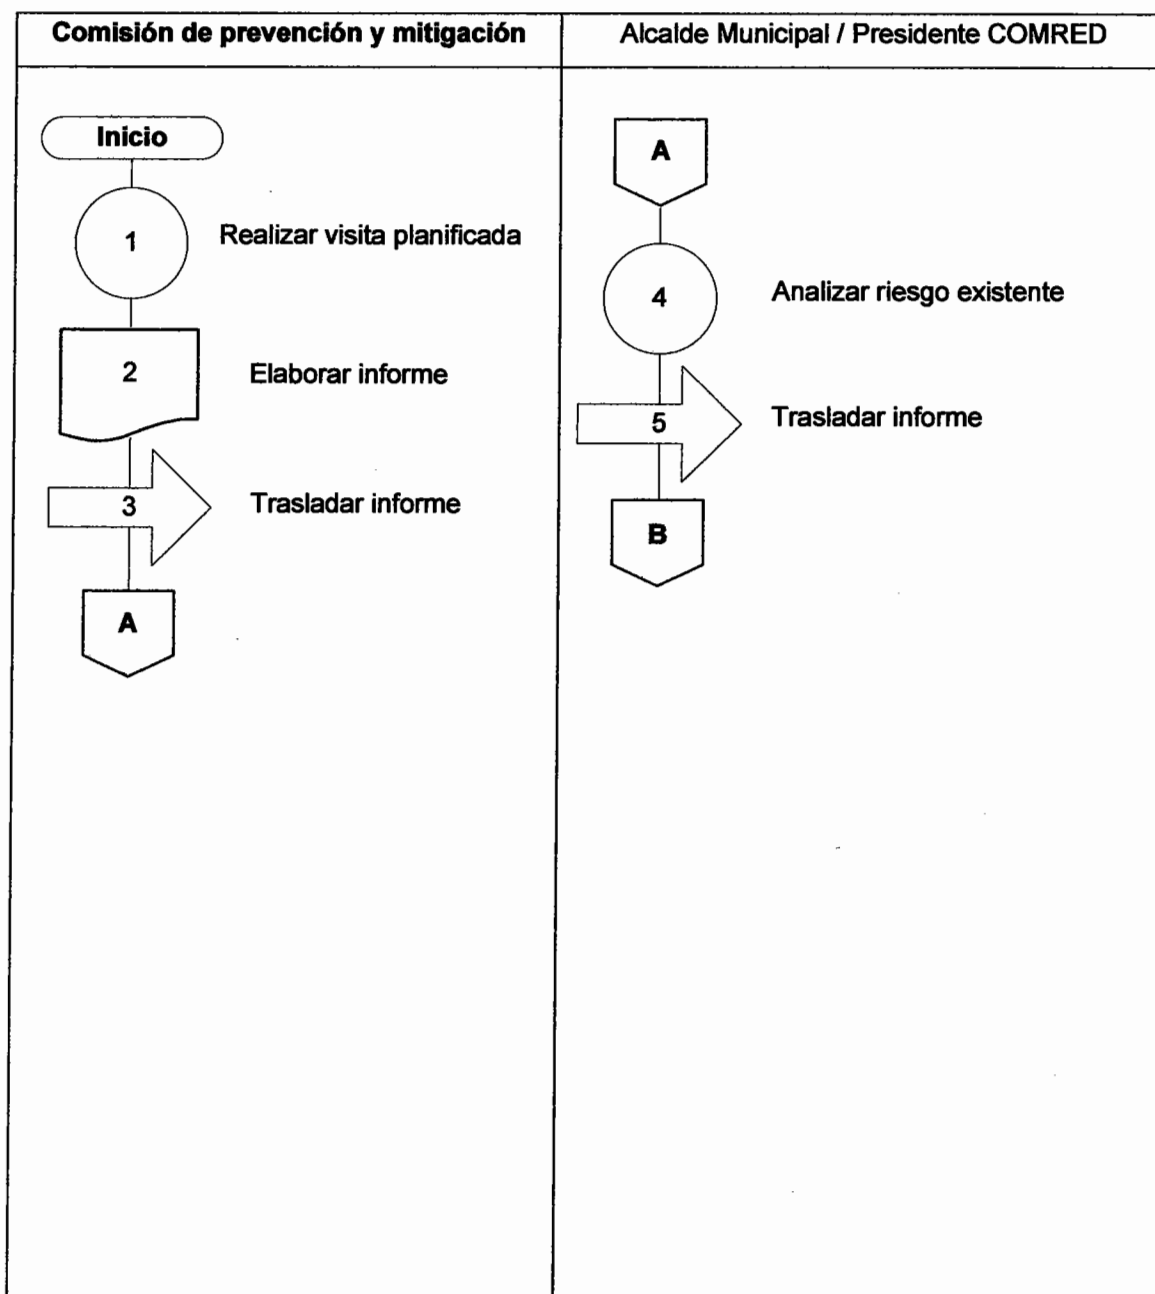 Comisión de prevención y mitigación
Alcalde Municipal / Presidente COMRED
Inicio
1
Realizar visita planificada
2
Elaborar informe
3
Trasladar informe
A
A
4
Analizar riesgo existente
5
Trasladar informe
B